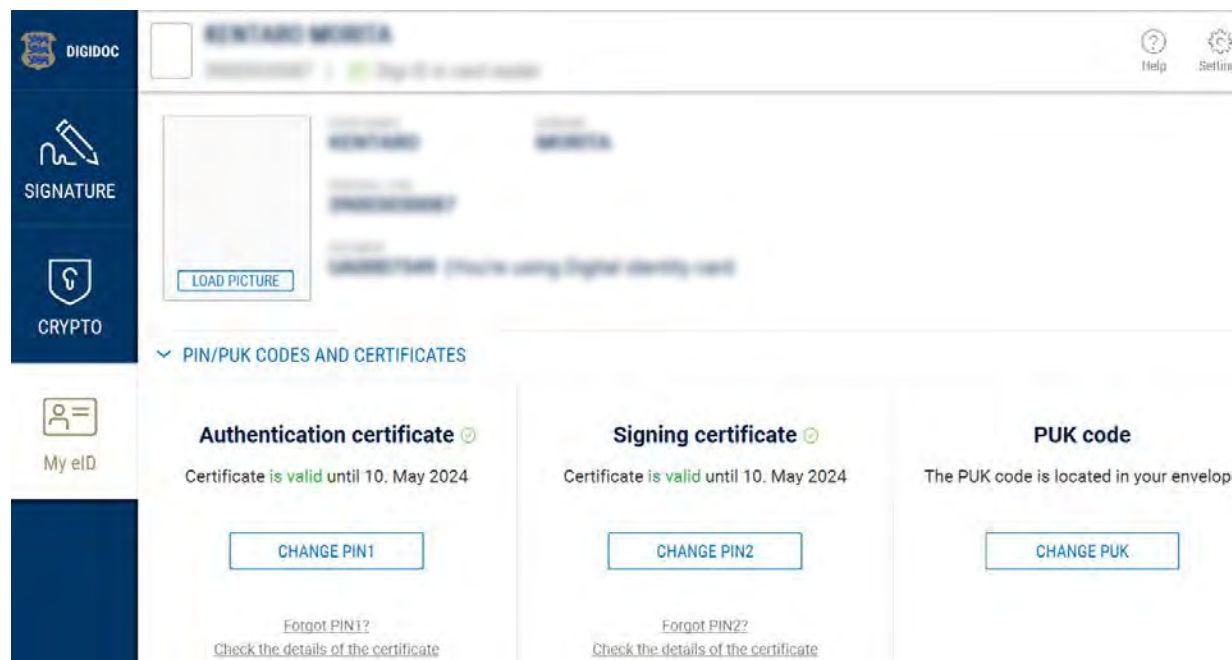 DIGIDOC
Help Settin
SIGNATURE
LOAD PICTURE
CRYPTO
PIN/PUK CODES AND CERTIFICATES
My eID
Authentication certificate
Certificate is valid until 10. May 2024
CHANGE PIN1
Forgot PIN1?
Check the details of the certificate
Signing certificate
Certificate is valid until 10. May 2024
CHANGE PIN2
Forgot PIN2?
Check the details of the certificate
PUK code
The PUK code is located in your envelop
CHANGE PUK